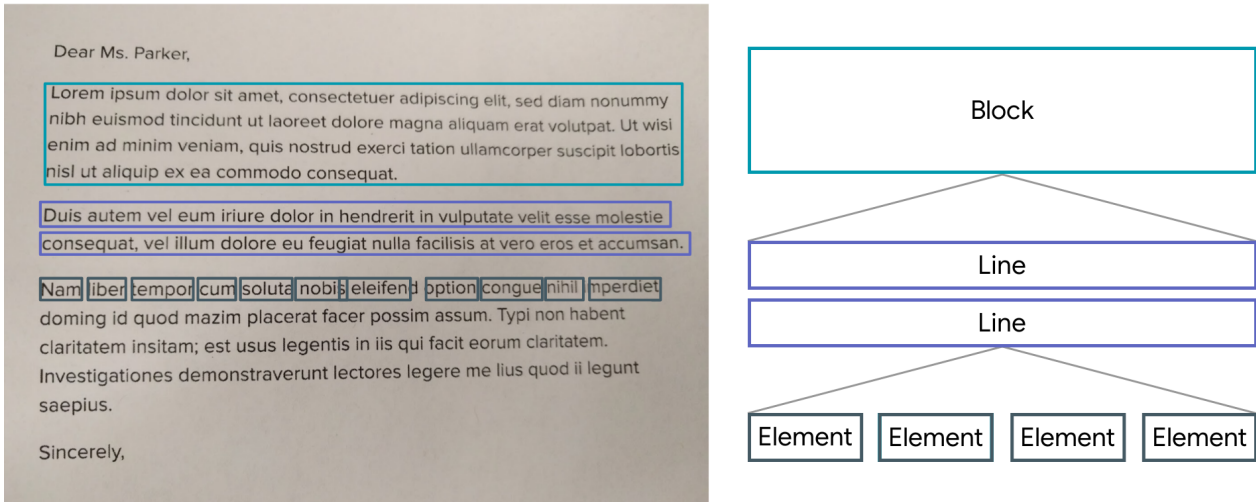 Dear Ms. Parker,
Lorem ipsum dolor sit amet, consectetuer adipiscing elit, sed diam nonummy
nibh euismod tincidunt ut laoreet dolore magna aliquam erat volutpat. Ut wisi
enim ad minim veniam, quis nostrud exerci tation ullamcorper suscipit lobortis
nisl ut aliquip ex ea commodo consequat.
Duis autem vel eum iriure dolor in hendrerit in vulputate velit esse molestie
consequat, vel illum dolore eu feugiat nulla facilisis at vero eros et accumsan.
Nam liber tempor cum soluta nobis eleifend option congue nihil imperdiet
doming id quod mazim placerat facer possim assum. Typi non habent
claritatem insitam; est usus legentis in iis qui facit eorum claritatem.
Investigationes demonstraverunt lectores legere me lius quod ii legunt
saepius.
Sincerely,
Block
Line
Line
Element Element Element Element